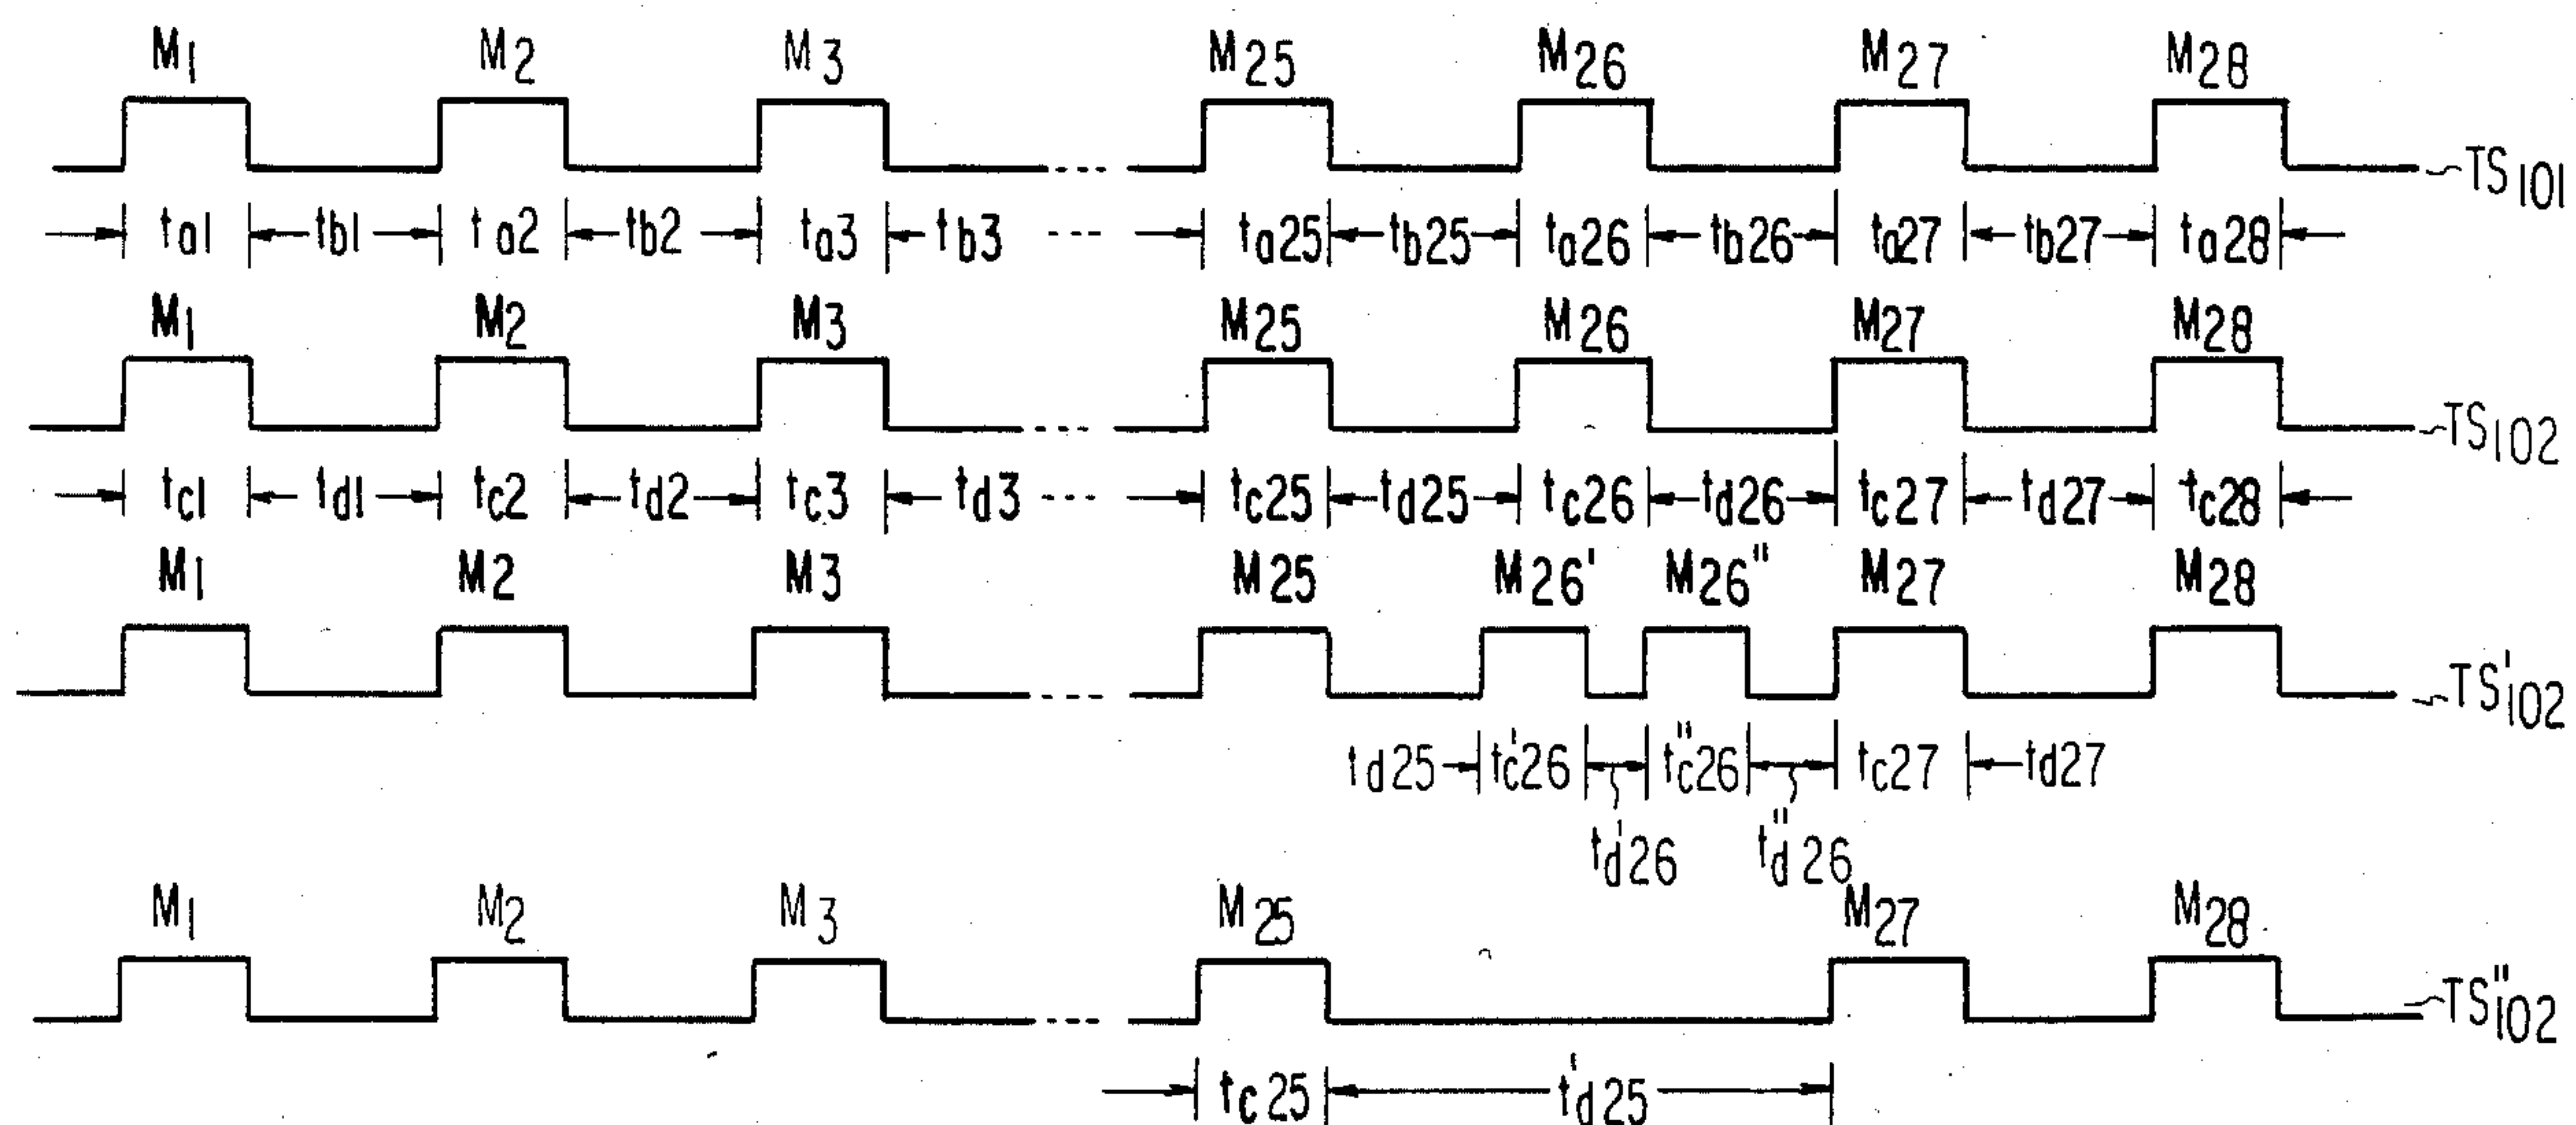 M1 M2 M3 M25 M26 M27 M28
TS101
ta1 tb1 ta2 tb2 ta3 tb3 --- ta25 tb25 ta26 tb26 ta27 tb27 ta28
M1 M2 M3 M25 M26 M27 M28
TS102
tc1 td1 tc2 td2 tc3 td3 --- tc25 td25 tc26 td26 tc27 td27 tc28
M1 M2 M3 M25 M26' M26" M27 M28
TS'102
td25 t'c26 t"c26 tc27 td27
t'd26 t"d26
M1 M2 M3 M25 M27 M28
TS"102
tc25 t'd25